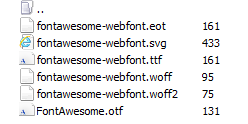 ..
fontawesome-webfont.eot 161
fontawesome-webfont.svg 433
fontawesome-webfont.ttf 161
fontawesome-webfont.woff 95
fontawesome-webfont.woff2 75
FontAwesome.otf 131